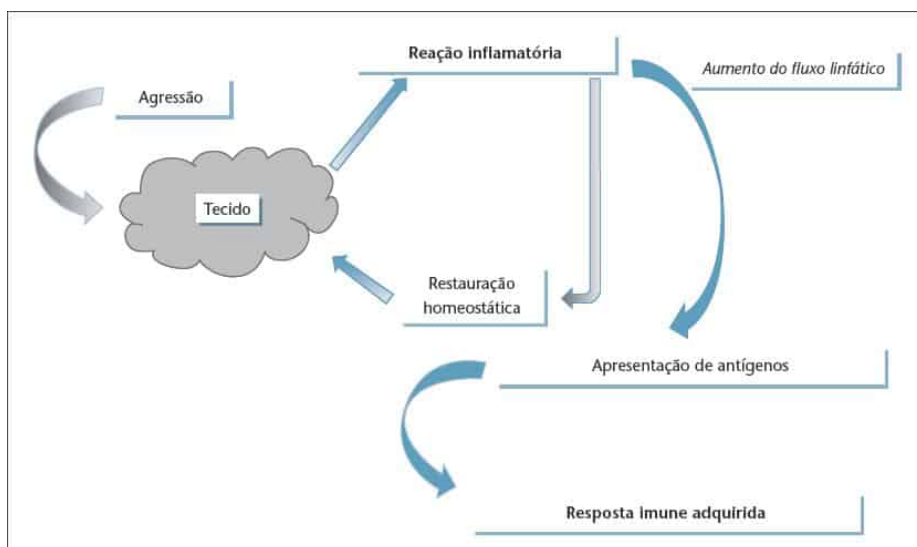 Reação inflamatória
Aumento do fluxo linfático
Agressão
Tecido
Restauração
homeostática
Apresentação de antígenos
Resposta imune adquirida